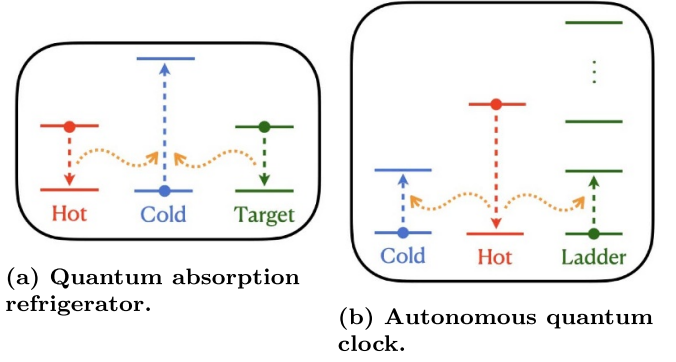 Hot Cold Target
(a) Quantum absorption
refrigerator.
Cold Hot Ladder
(b) Autonomous quantum
clock.